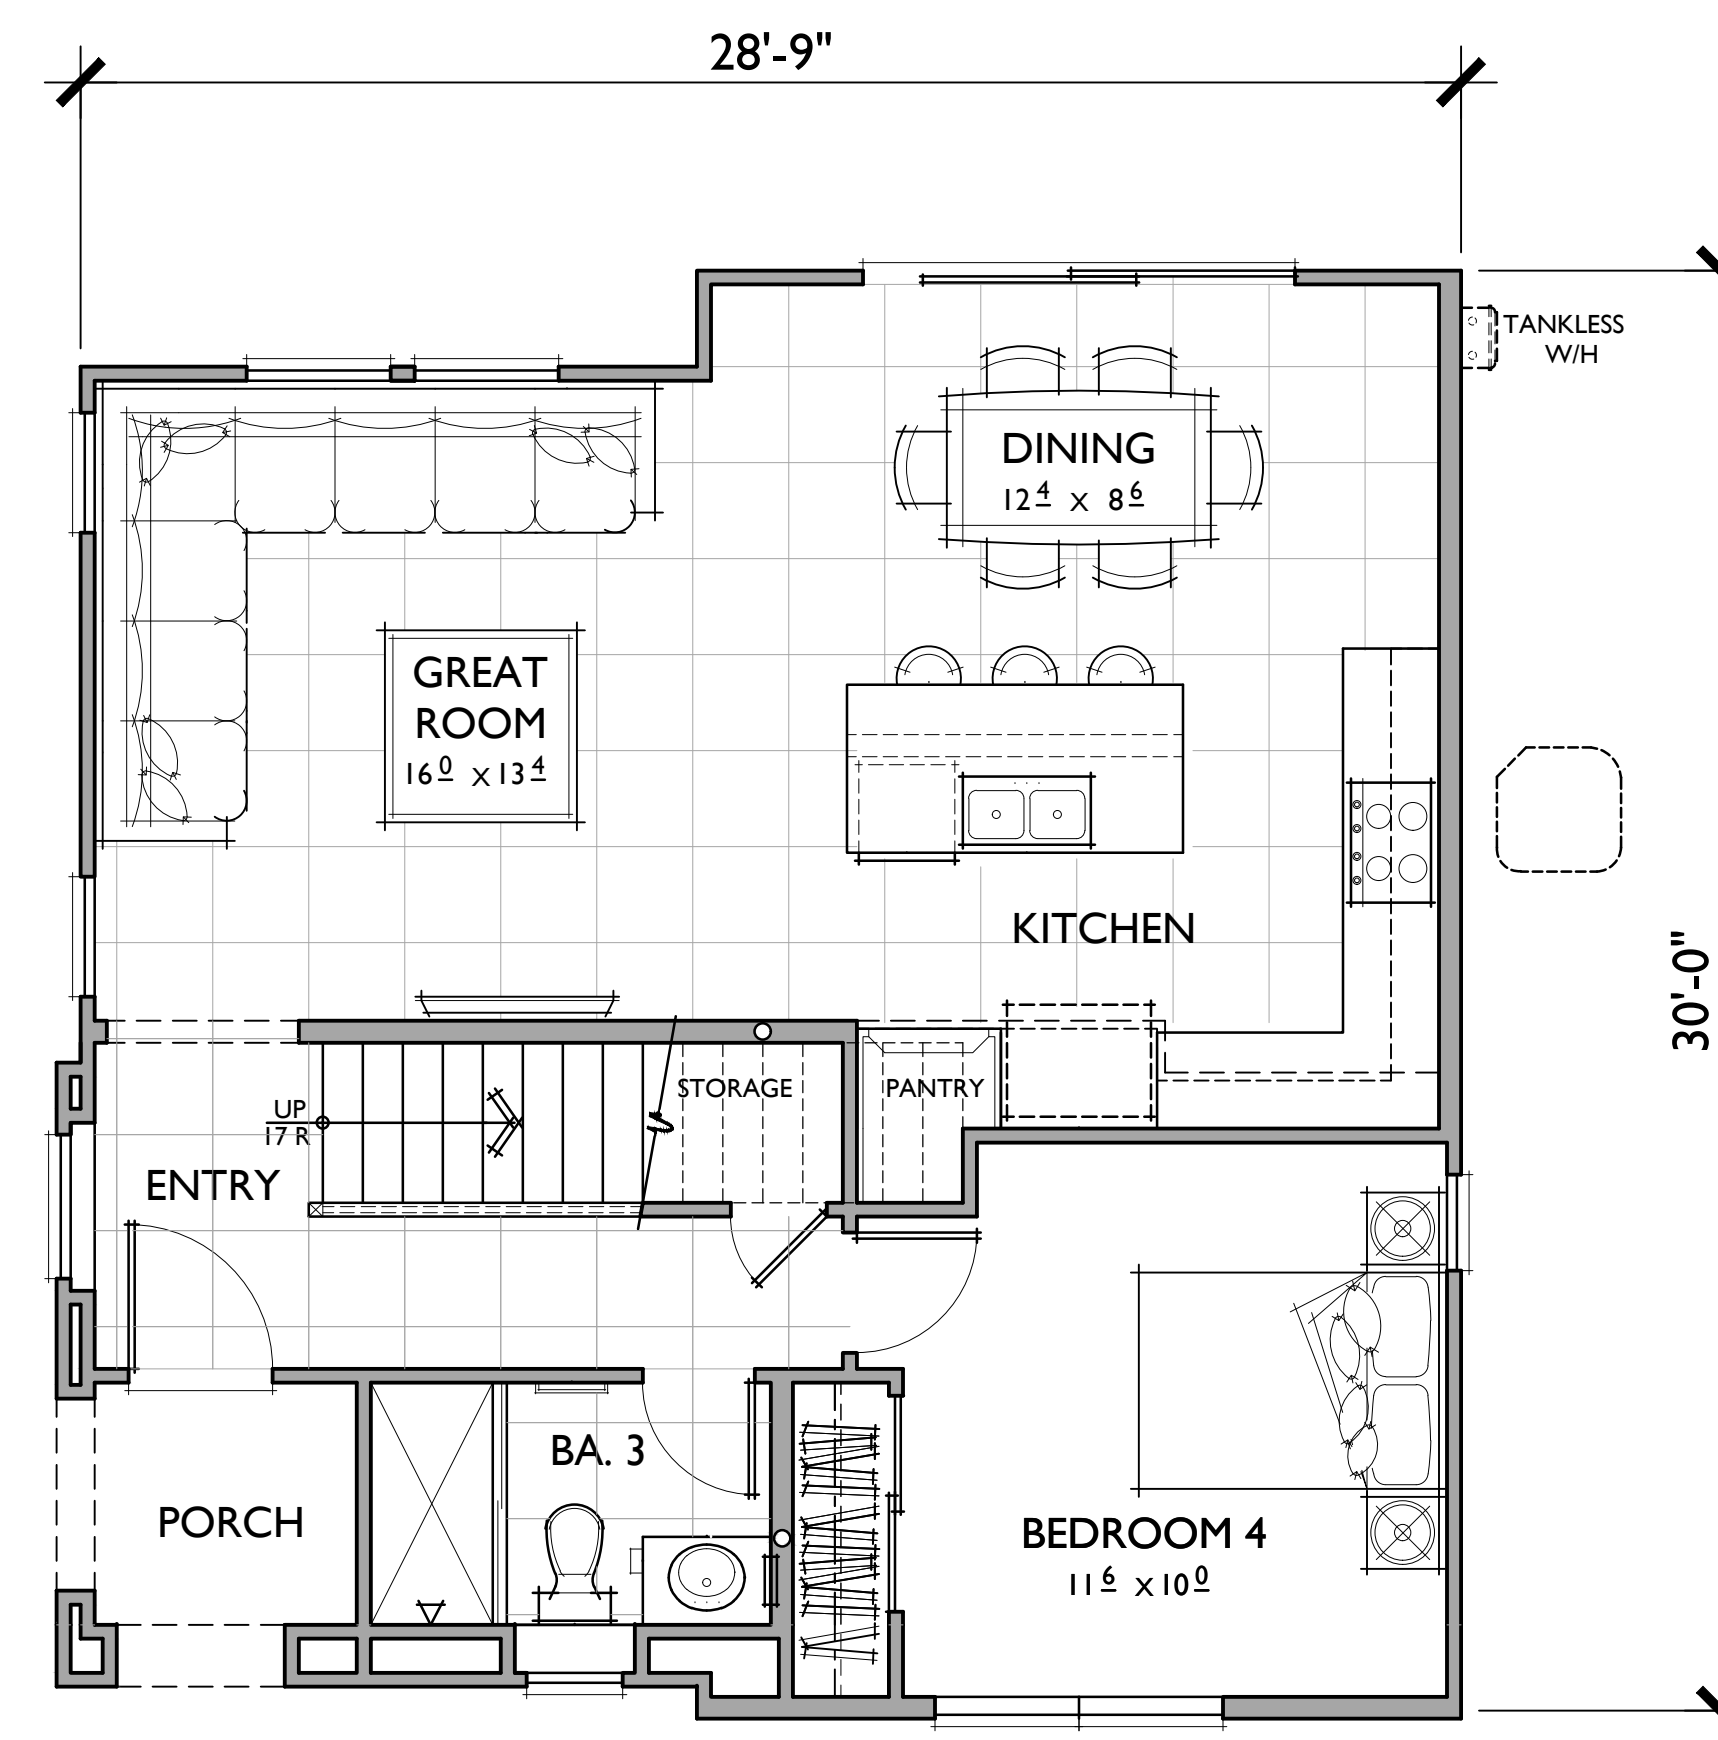 28'-9"
TANKLESS
W/H
DINING
12 4 x 8 6
GREAT
ROOM
16 0 x 13 4
KITCHEN
30'-0"
STORAGE
PANTRY
UP
17 R
ENTRY
BA. 3
PORCH
BEDROOM 4
11 6 x 10 0